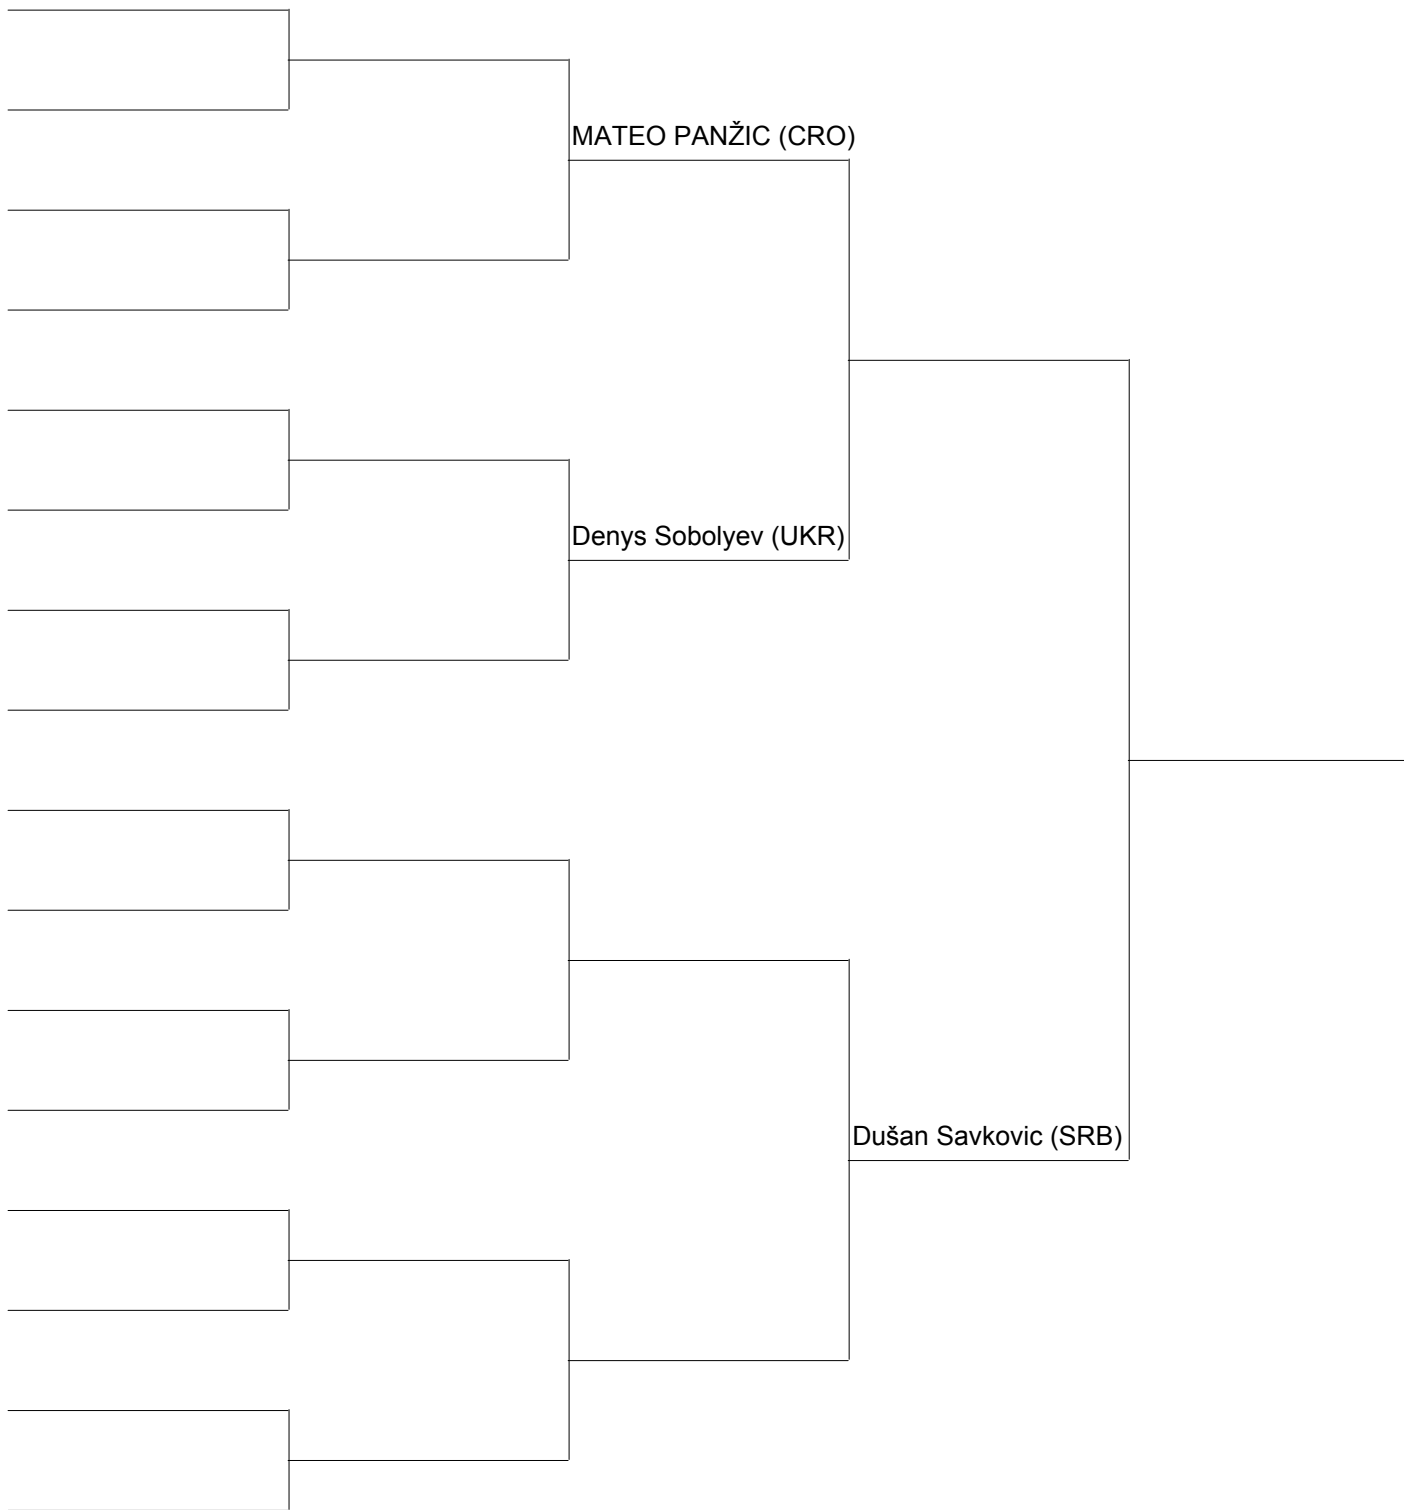 MATEO PANŽIC (CRO)
Denys Sobolyev (UKR)
Dušan Savkovic (SRB)